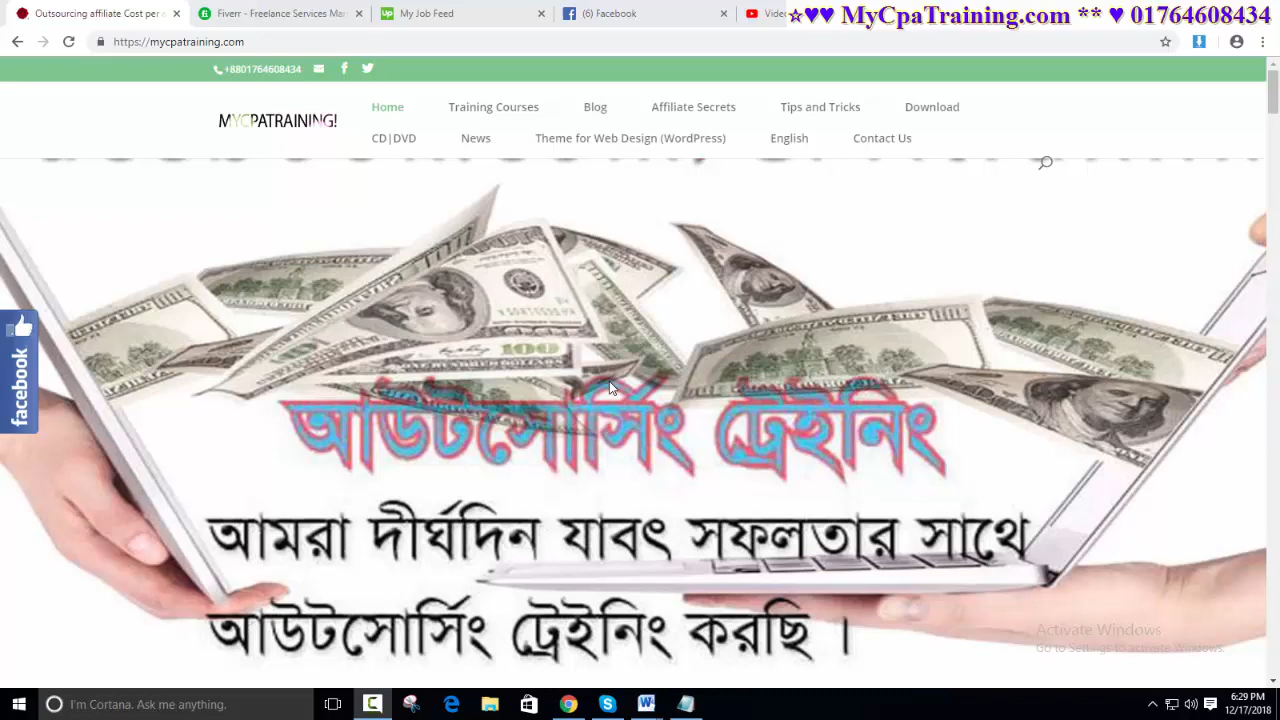 Outsourcing affiliate Cost per a
Fiverr - Freelance Services Mar
My Job Feed
(6) Facebook
Vide
☆♥♥ MyCpaTraining.com ** ♥ 01764608434
https://mycpatraining.com
+8801764608434
MYCPATRAINING!
Home Training Courses Blog Affiliate Secrets Tips and Tricks Download
CD|DVD News Theme for Web Design (WordPress) English Contact Us
facebook
100
আউটসোর্সিং ট্রেইনিং
আমরা দীর্ঘদিন যাবৎ সফলতার সাথে
আউটসোর্সিং ট্রেইনিং করছি ।
Activate Windows
Go to Settings to activate Windows.
I'm Cortana. Ask me anything.
6:29 PM
12/17/2018